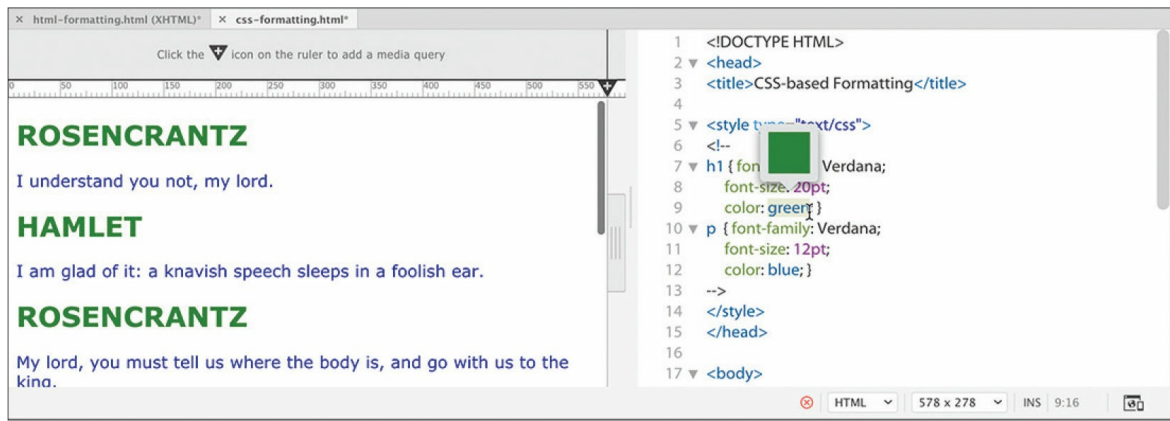 × html-formatting.html (XHTML)* × css-formatting.html*
Click the icon on the ruler to add a media query
0 50 100 150 200 250 300 350 400 450 500 550
ROSENCRANTZ
I understand you not, my lord.
HAMLET
I am glad of it: a knavish speech sleeps in a foolish ear.
ROSENCRANTZ
My lord, you must tell us where the body is, and go with us to the
king.
1 <!DOCTYPE HTML>
2 <head>
3 <title>CSS-based Formatting</title>
4
5 <style type="text/css">
6 <!--
7 h1 { fon Verdana;
8 font-size: 20pt;
9 color: green; }
10 p { font-family: Verdana;
11 font-size: 12pt;
12 color: blue; }
13 -->
14 </style>
15 </head>
16
17 <body>
HTML 578 x 278 INS 9:16